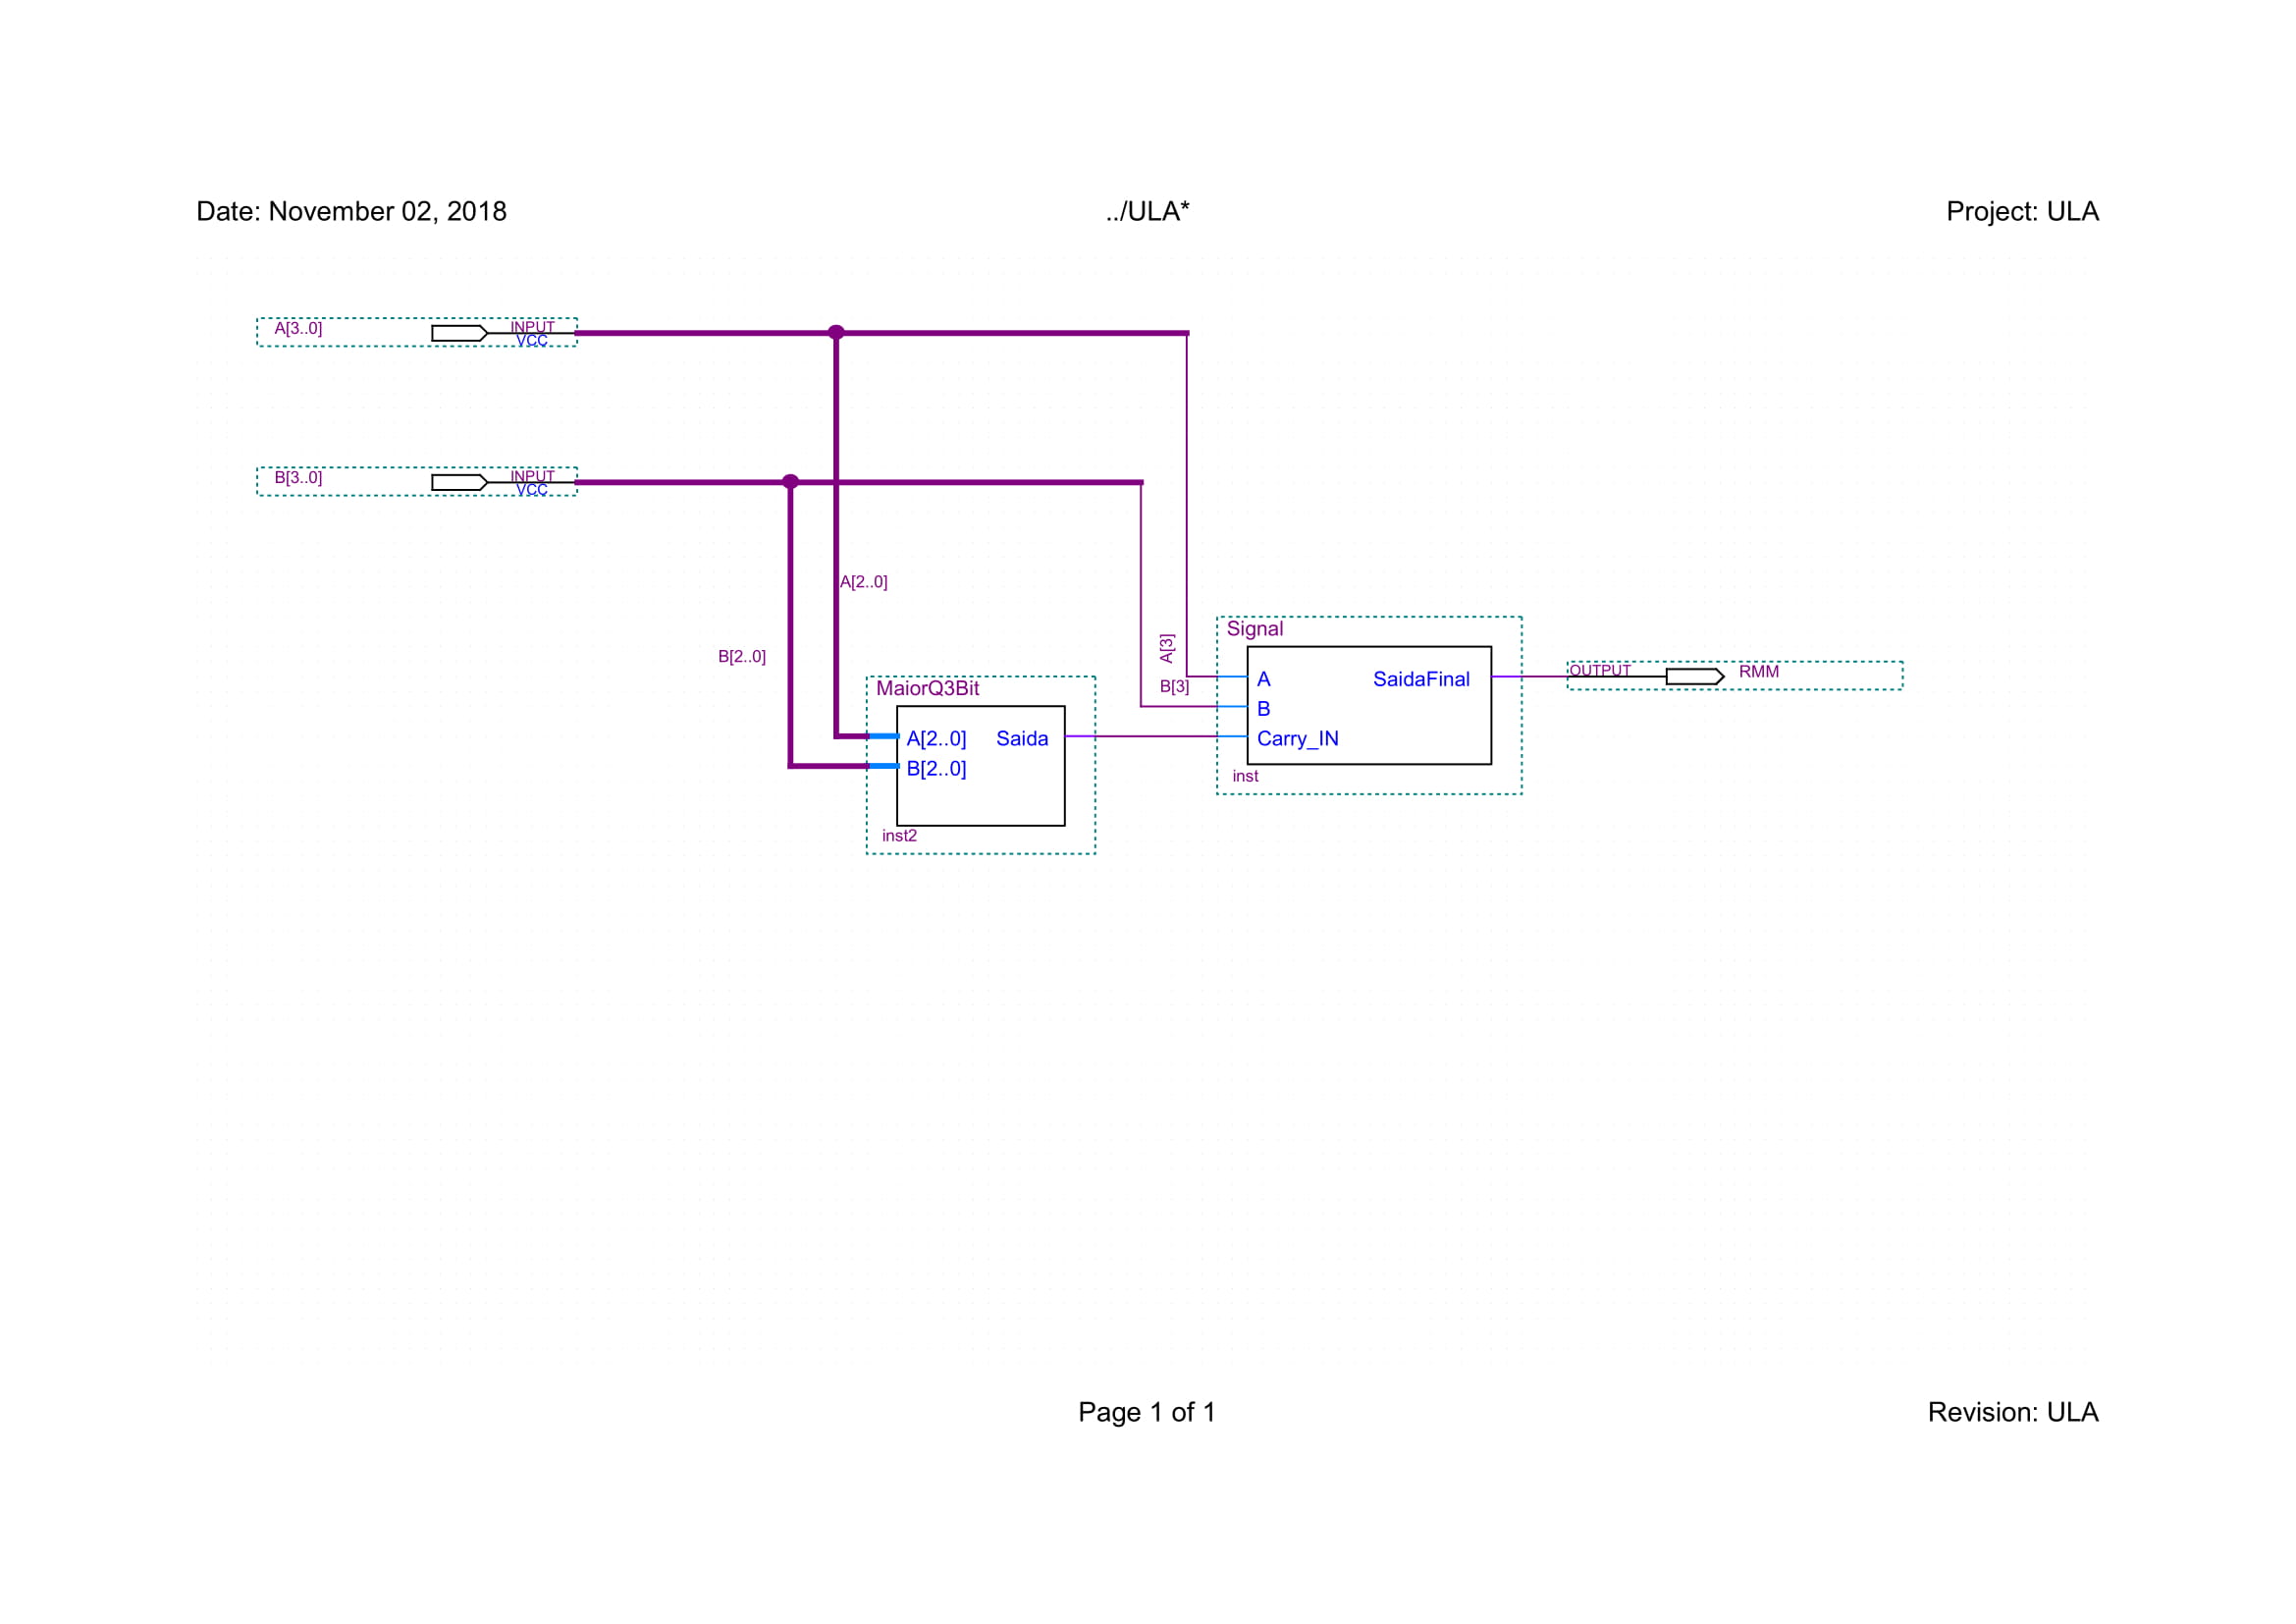 Date: November 02, 2018
../ULA*
Project: ULA
A[3..0]
INPUT
VCC
B[3..0]
INPUT
VCC
A[2..0]
B[2..0]
A[3]
B[3]
Signal
A
SaidaFinal
B
Carry_IN
inst
OUTPUT
RMM
MaiorQ3Bit
A[2..0]
Saida
B[2..0]
inst2
Page 1 of 1
Revision: ULA